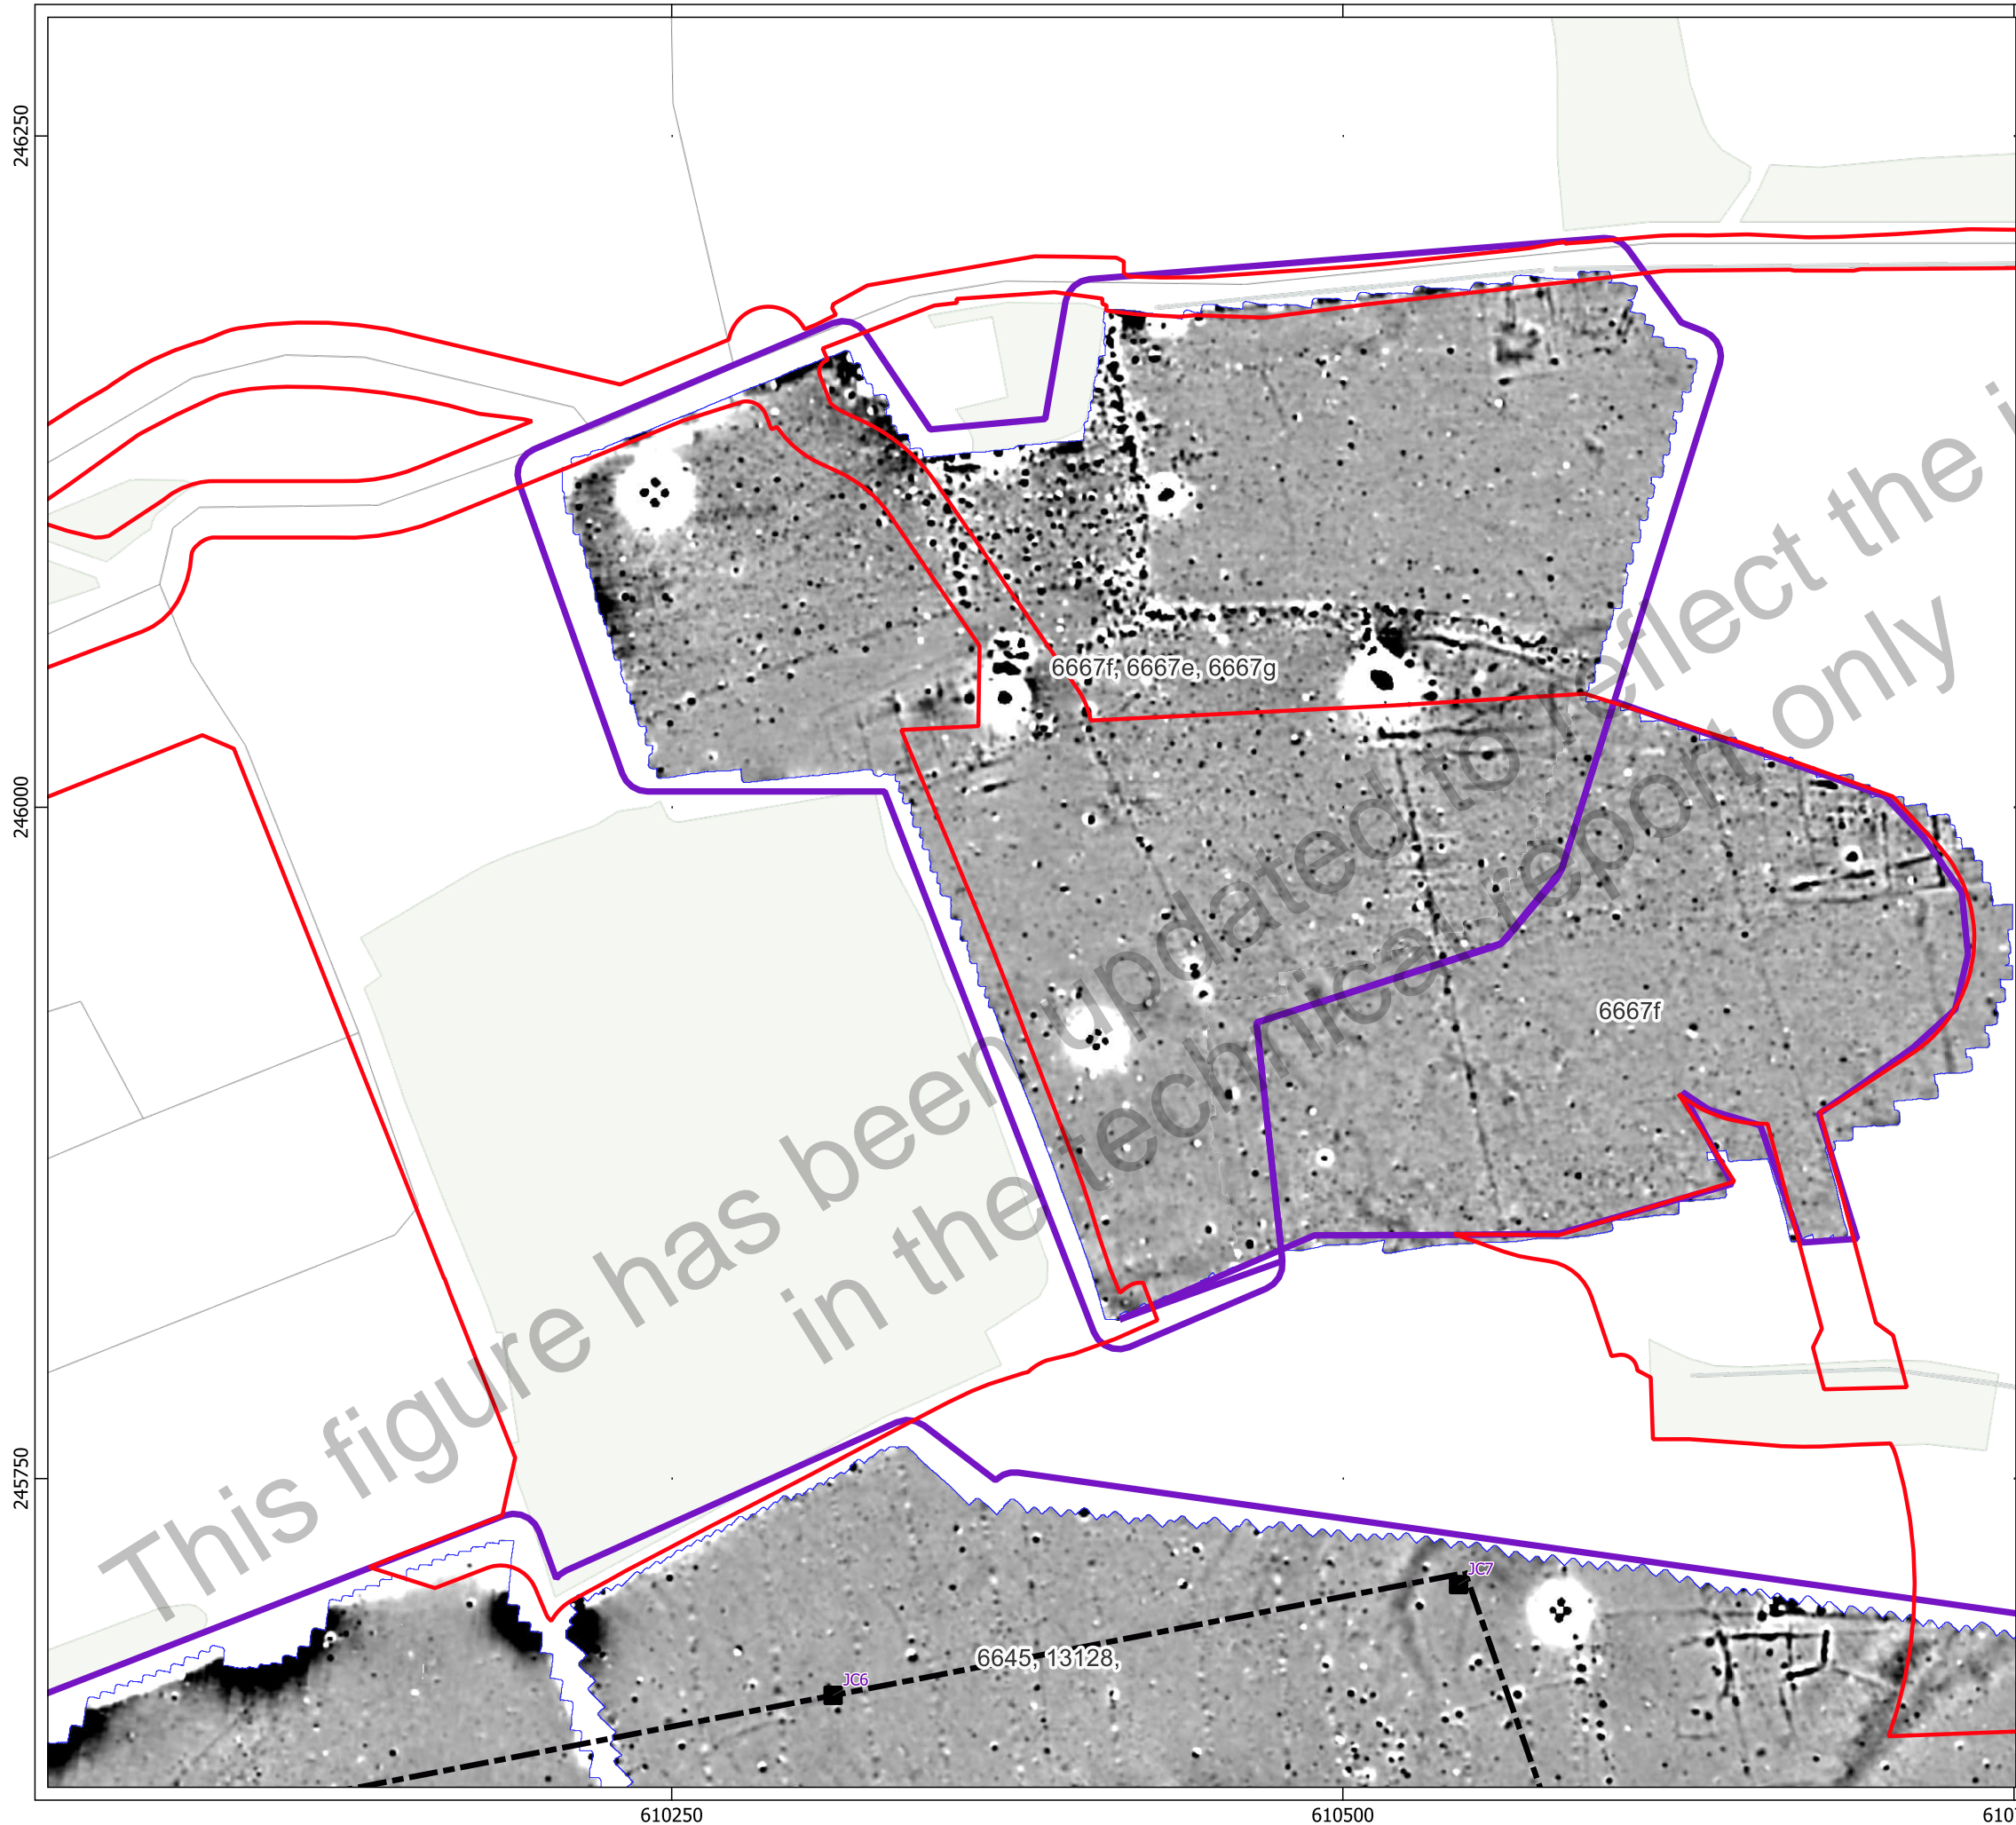 246250
246000
245750
6667f, 6667e, 6667g
6667f
This figure has been updated to reflect the
in the technical report only
JC7
JC6
6645, 13128,
610250
610500